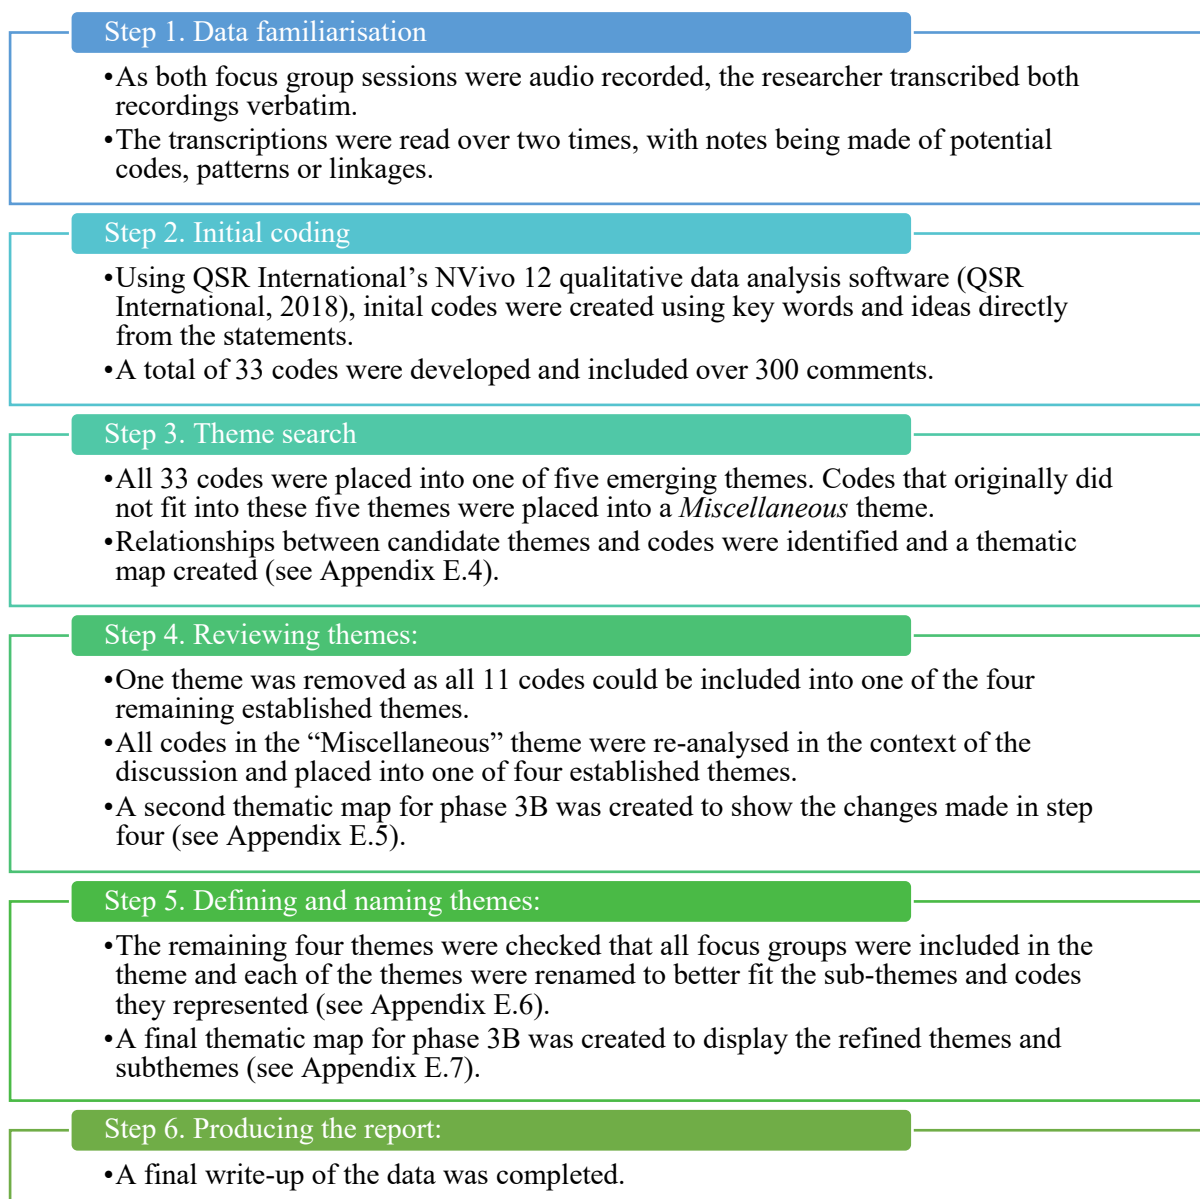 Step 1. Data familiarisation
•As both focus group sessions were audio recorded, the researcher transcribed both
recordings verbatim.
•The transcriptions were read over two times, with notes being made of potential
codes, patterns or linkages.
Step 2. Initial coding
•Using QSR International's NVivo 12 qualitative data analysis software (QSR
International, 2018), inital codes were created using key words and ideas directly
from the statements.
•A total of 33 codes were developed and included over 300 comments.
Step 3. Theme search
•All 33 codes were placed into one of five emerging themes. Codes that originally did
not fit into these five themes were placed into a Miscellaneous theme.
•Relationships between candidate themes and codes were identified and a thematic
map created (see Appendix E.4).
Step 4. Reviewing themes:
•One theme was removed as all 11 codes could be included into one of the four
remaining established themes.
•All codes in the “Miscellaneous” theme were re-analysed in the context of the
discussion and placed into one of four established themes.
•A second thematic map for phase 3B was created to show the changes made in step
four (see Appendix E.5).
Step 5. Defining and naming themes:
•The remaining four themes were checked that all focus groups were included in the
theme and each of the themes were renamed to better fit the sub-themes and codes
they represented (see Appendix E.6).
•A final thematic map for phase 3B was created to display the refined themes and
subthemes (see Appendix E.7).
Step 6. Producing the report:
•A final write-up of the data was completed.